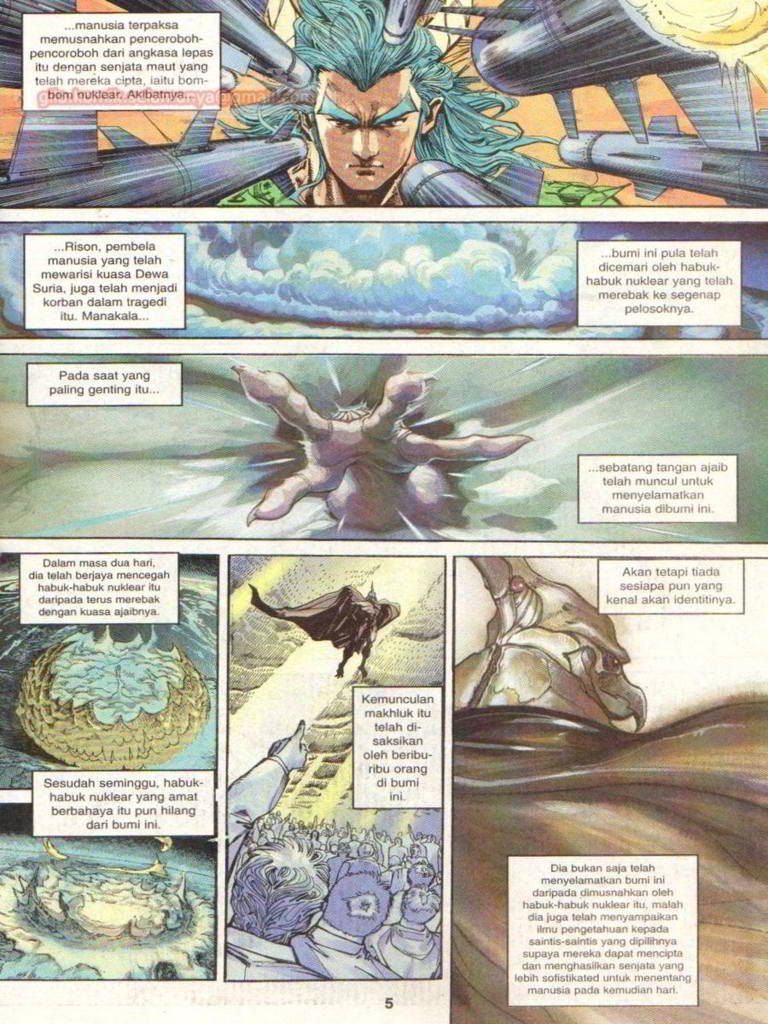 ...manusia terpaksa
memusnahkan penceroboh-
pencoroboh dari angkasa lepas
itu dengan senjata maut yang
telah mereka cipta, iaitu bom-
bom nuklear. Akibatnya...
...Rison, pembela
manusia yang telah
mewarisi kuasa Dewa
Suria, juga telah menjadi
korban dalam tragedi
itu. Manakala...
...bumi ini pula telah
dicemari oleh habuk-
habuk nuklear yang telah
merebak ke segenap
pelosoknya.
Pada saat yang
paling genting itu...
...sebatang tangan ajaib
telah muncul untuk
menyelamatkan
manusia dibumi ini.
Dalam masa dua hari,
dia telah berjaya mencegah
habuk-habuk nuklear itu
daripada terus merebak
dengan kuasa ajaibnya.
Sesudah seminggu, habuk-
habuk nuklear yang amat
berbahaya itu pun hilang
dari bumi ini.
Kemunculan
makhluk itu
telah di-
saksikan
oleh beribu-
ribu orang
di bumi
ini.
Akan tetapi tiada
sesiapa pun yang
kenal akan identitinya.
Dia bukan saja telah
menyelamatkan bumi ini
daripada dimusnahkan oleh
habuk-habuk nuklear itu, malah
dia juga telah menyampaikan
ilmu pengetahuan kepada
saintis-saintis yang dipilihnya
supaya mereka dapat mencipta
dan menghasilkan senjata yang
lebih sofistikated untuk menentang
manusia pada kemudian hari.
5